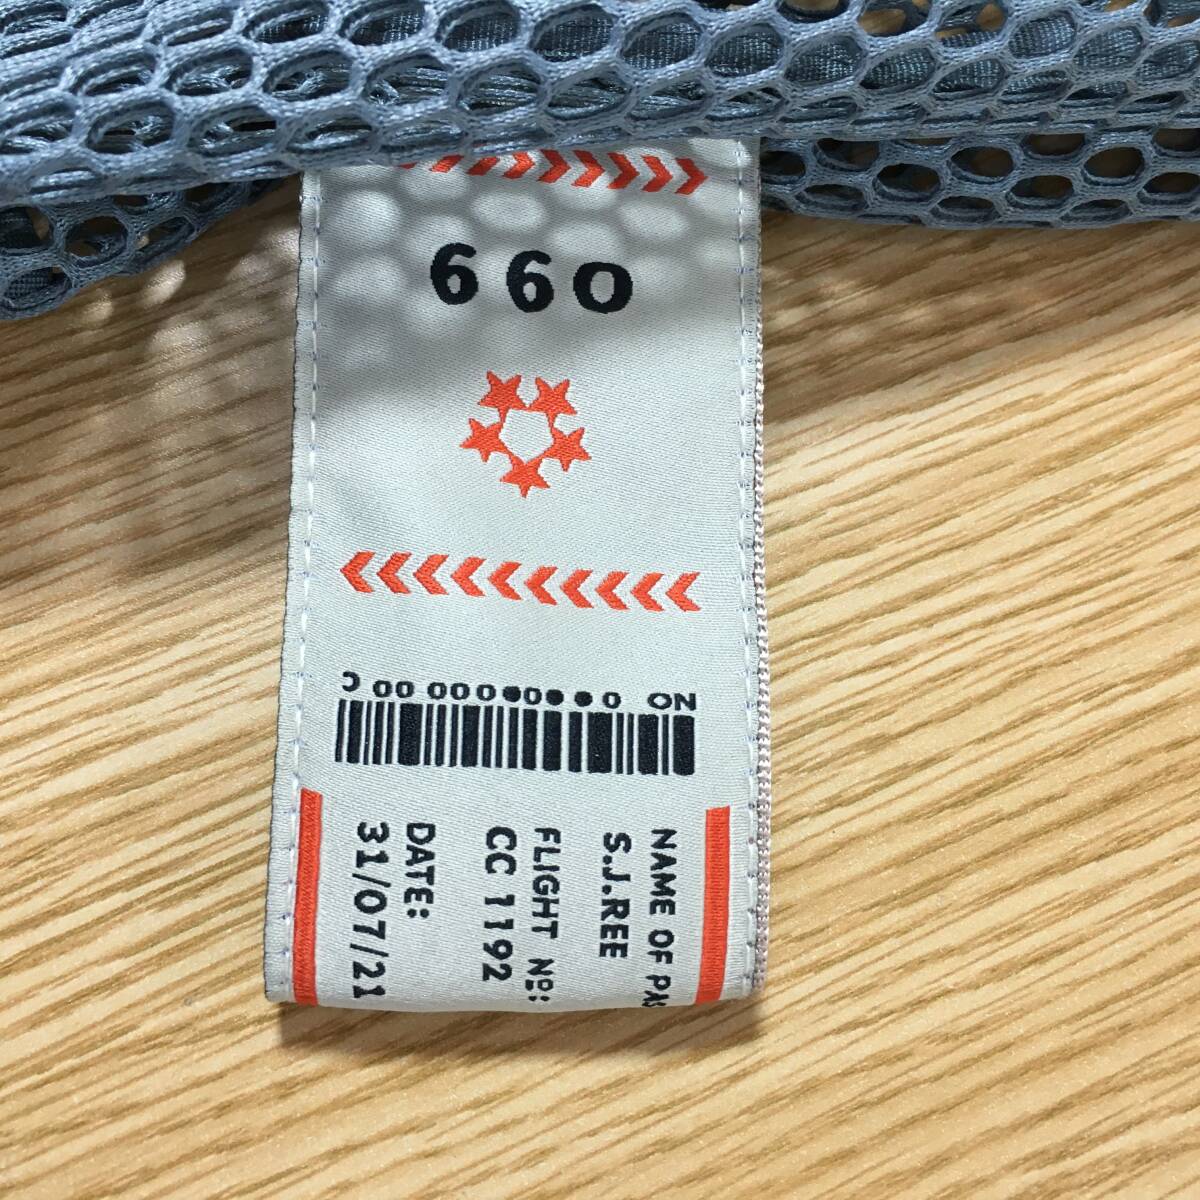 660
NO
NAME OF PAS
S.J.REE
FLIGHT Nº:
CC 1192
DATE:
31/07/21